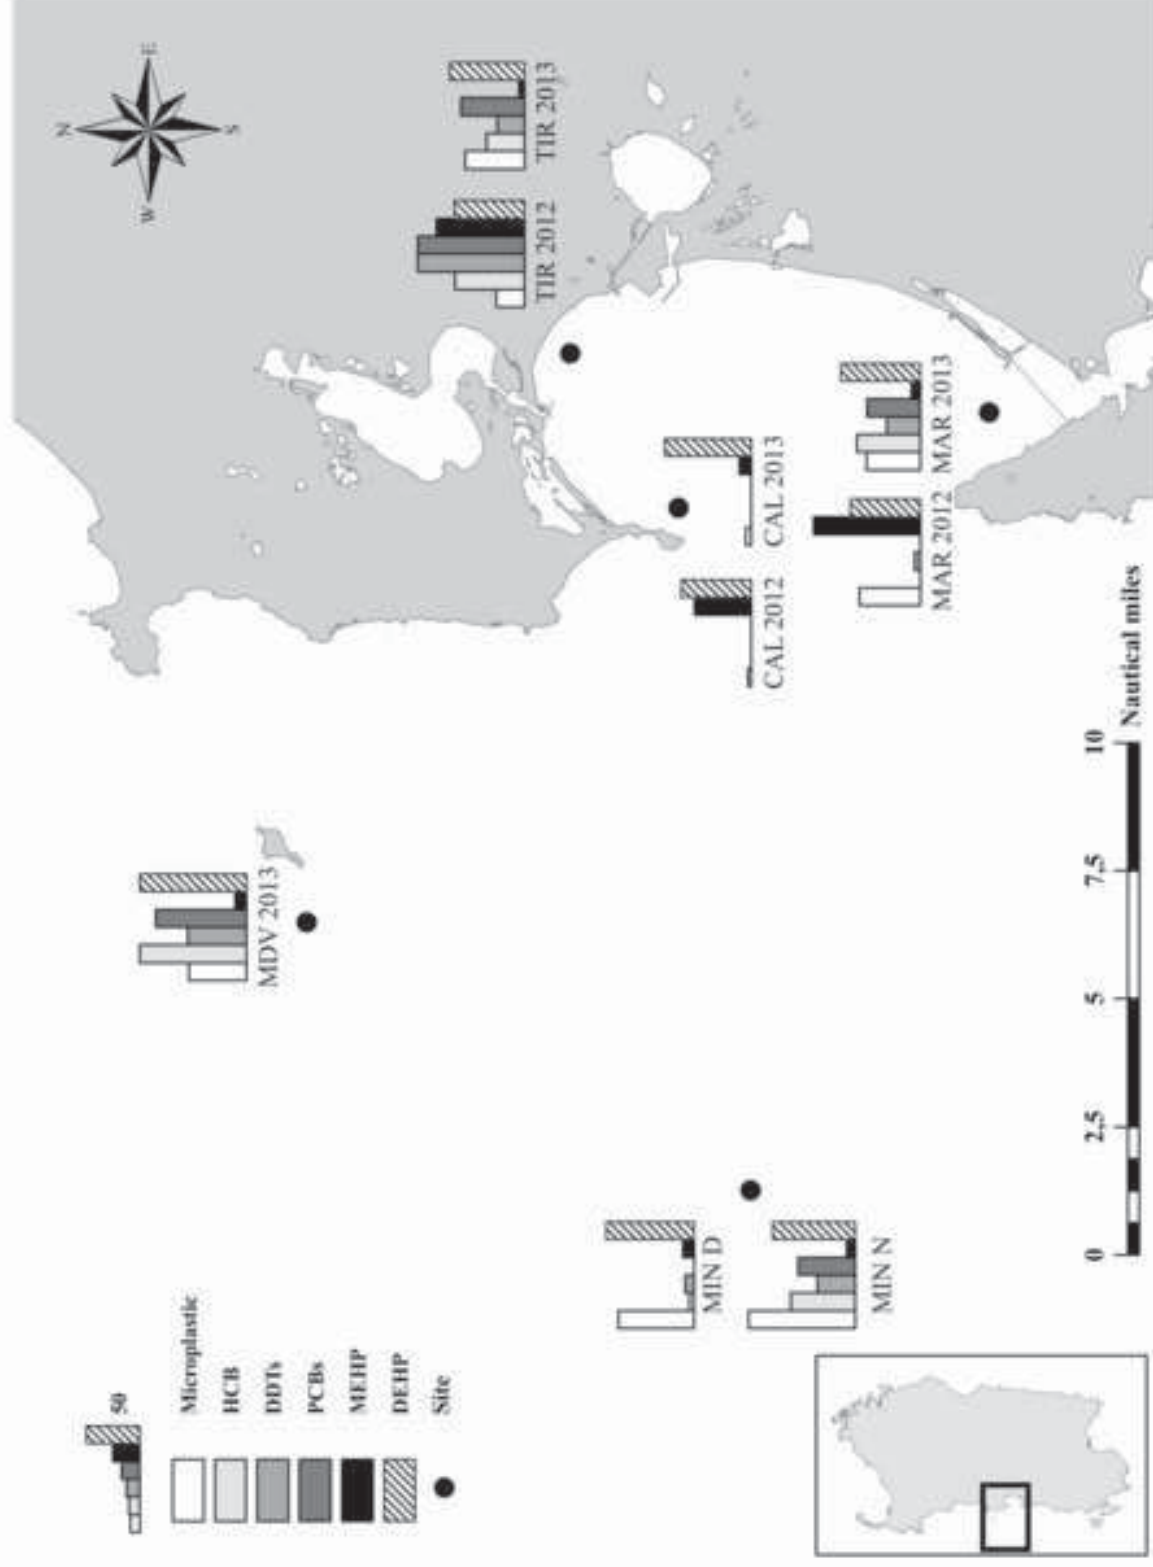 N
E
S
W
TIR 2012
TIR 2013
MDV 2013
CAL 2012
CAL 2013
MAR 2012
MAR 2013
MIN D
MIN N
50
Microplastic
HCB
DDTs
PCBs
MEHP
DEHP
Site
0
2.5
5
7.5
10
Nautical miles